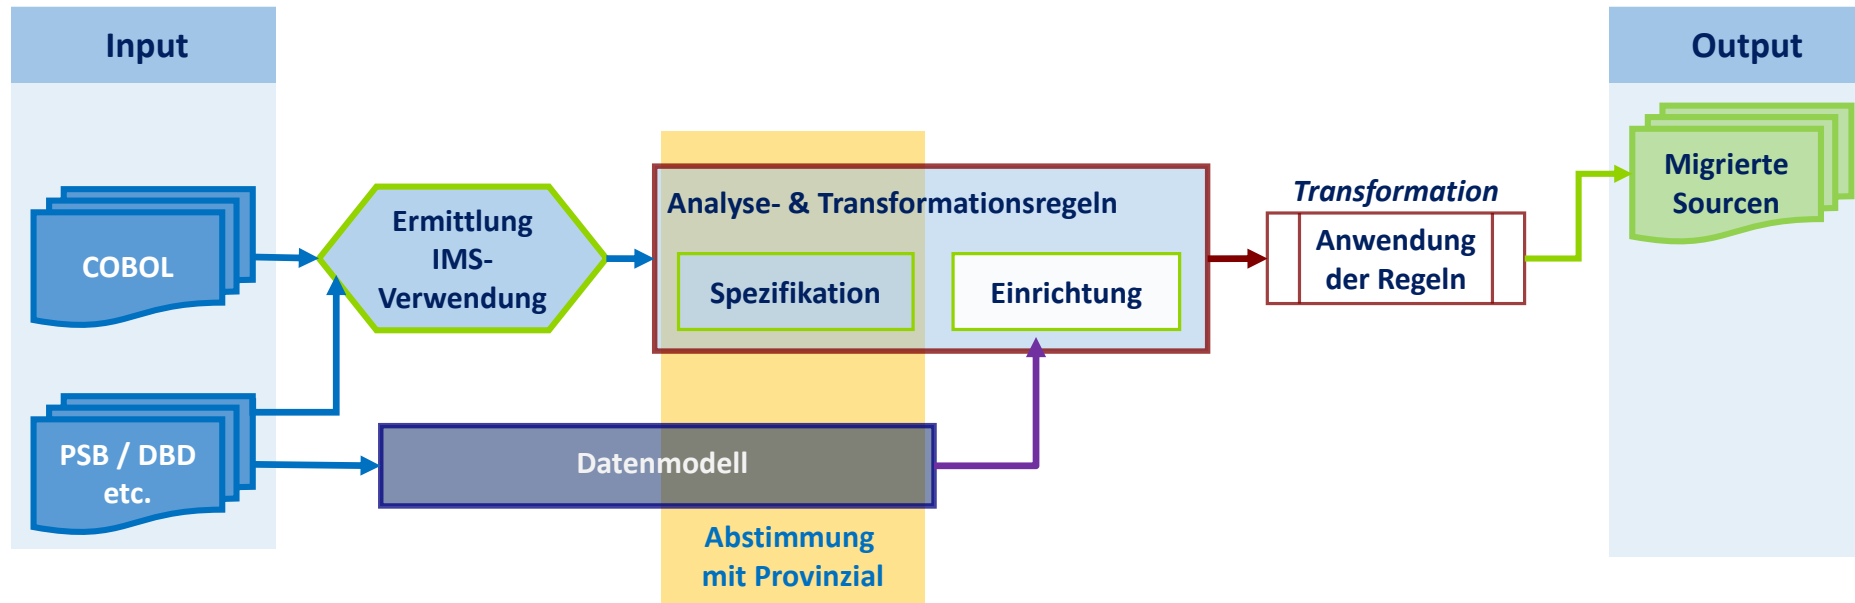 Input
Output
COBOL
PSB / DBD
etc.
Ermittlung
IMS-
Verwendung
Analyse- & Transformationsregeln
Spezifikation
Einrichtung
Datenmodell
Abstimmung
mit Provinzial
Transformation
Anwendung
der Regeln
Migrierte
Sourcen